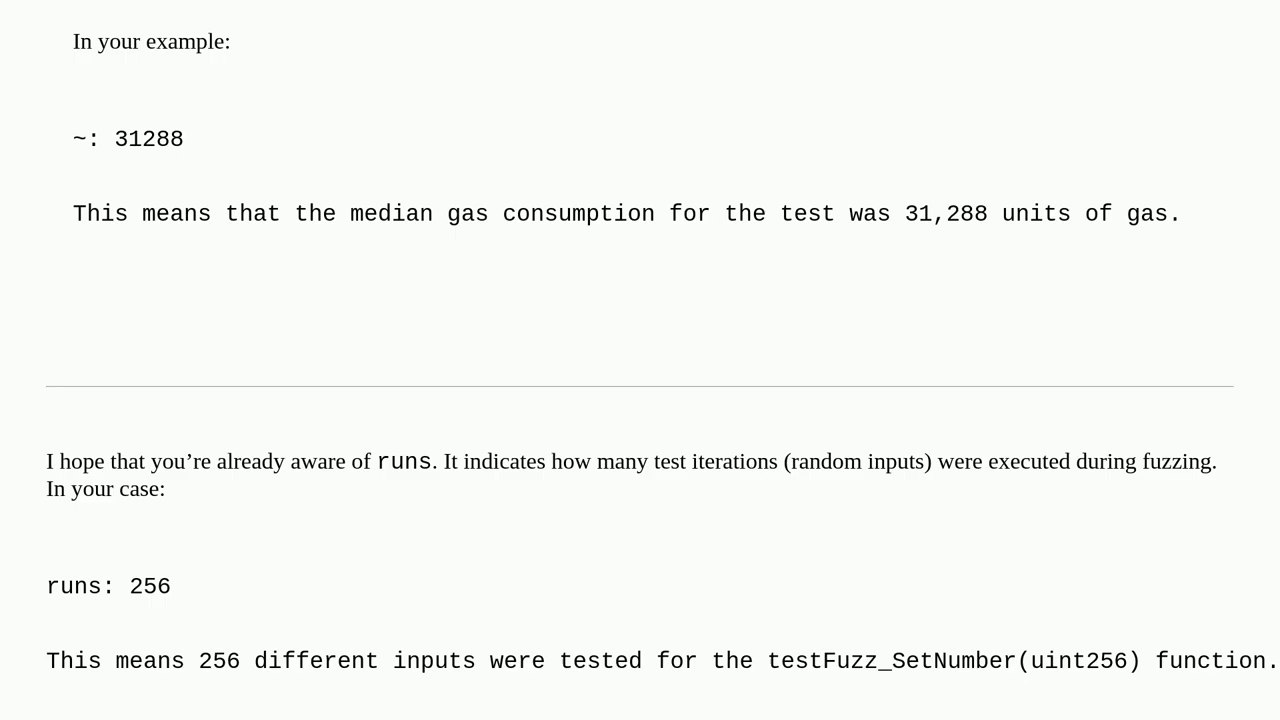 In your example:
~: 31288
This means that the median gas consumption for the test was 31,288 units of gas.
I hope that you’re already aware of runs. It indicates how many test iterations (random inputs) were executed during fuzzing.
In your case:
runs: 256
This means 256 different inputs were tested for the testFuzz_SetNumber(uint256) function.